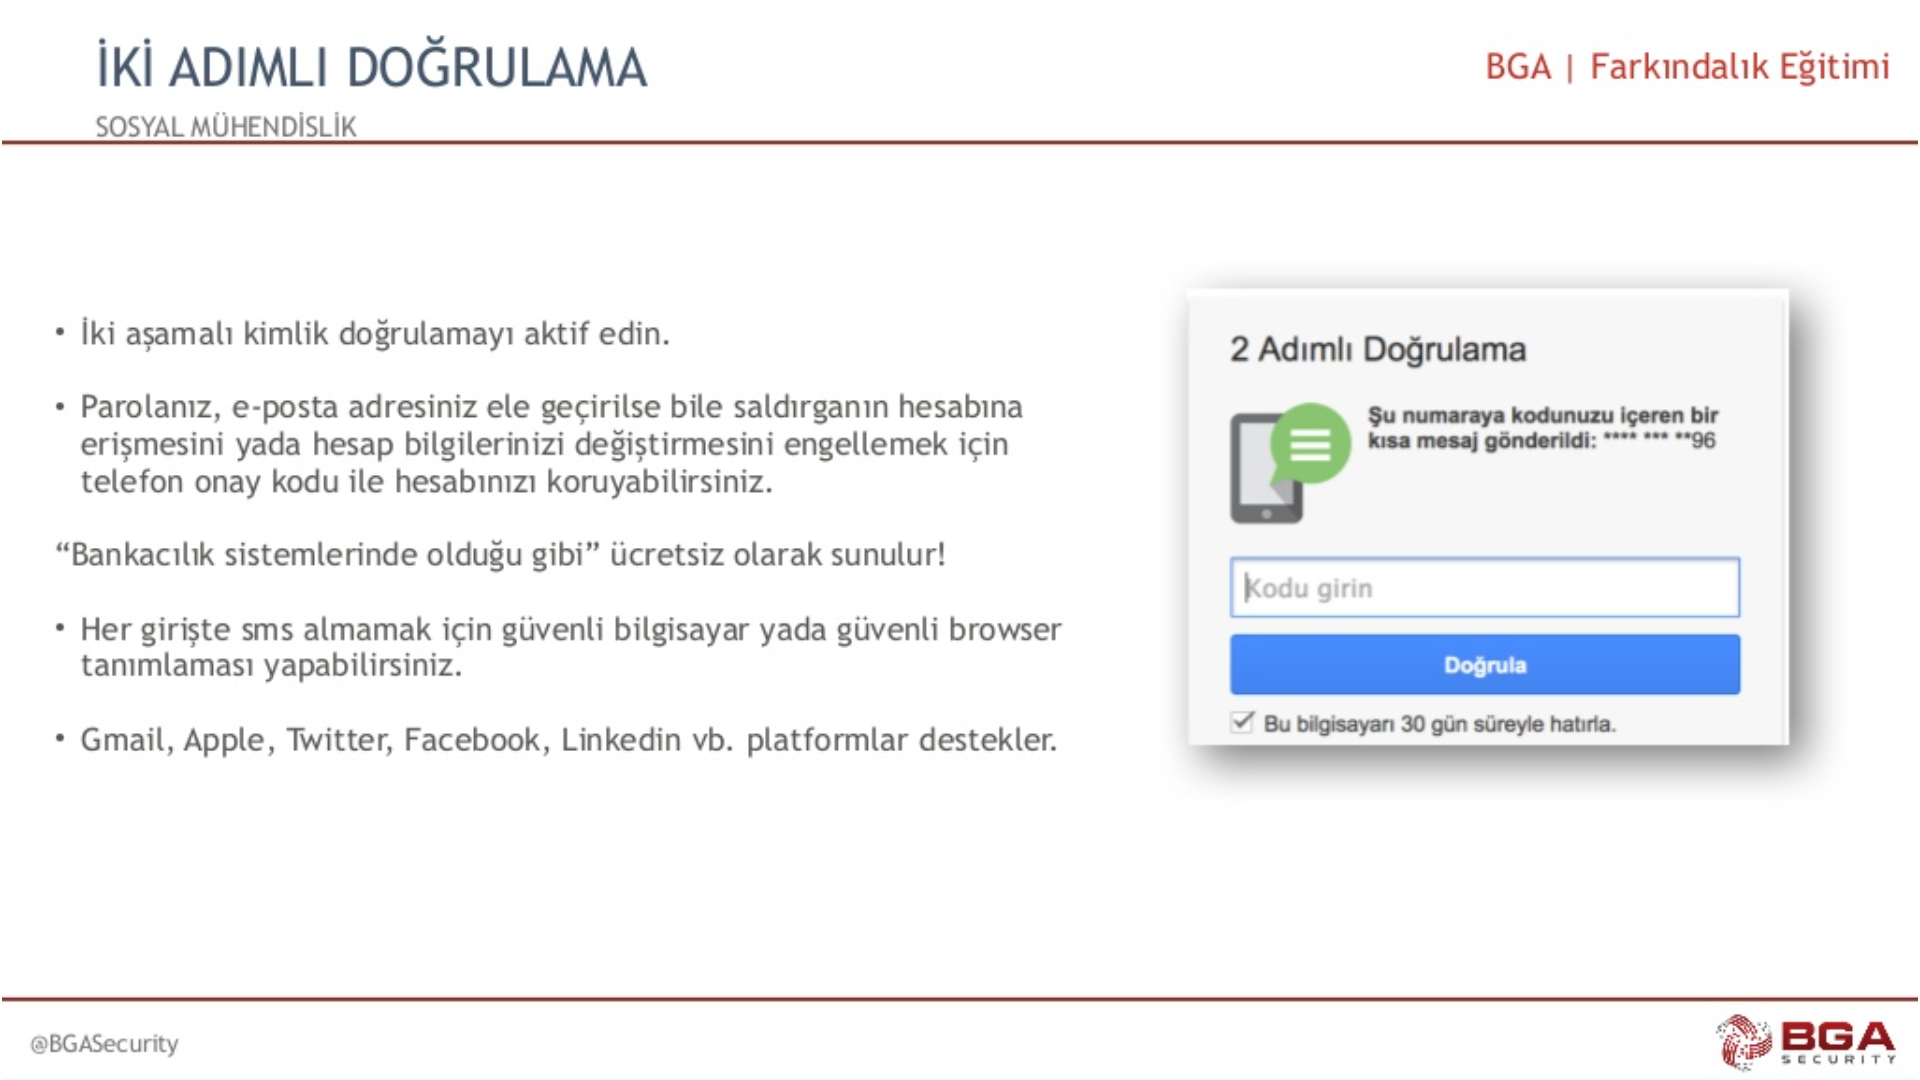 İKİ ADIMLI DOĞRULAMA
BGA | Farkındalık Eğitimi
SOSYAL MÜHENDİSLİK
• İki aşamalı kimlik doğrulamayı aktif edin.
• Parolanız, e-posta adresiniz ele geçirilse bile saldırganın hesabına
erişmesini yada hesap bilgilerinizi değiştirmesini engellemek için
telefon onay kodu ile hesabınızı koruyabilirsiniz.
“Bankacılık sistemlerinde olduğu gibi” ücretsiz olarak sunulur!
• Her girişte sms almamak için güvenli bilgisayar yada güvenli browser
tanımlaması yapabilirsiniz.
• Gmail, Apple, Twitter, Facebook, Linkedin vb. platformlar destekler.
2 Adımlı Doğrulama
Şu numaraya kodunuzu içeren bir
kısa mesaj gönderildi: **** *** **96
Kodu girin
Doğrula
Bu bilgisayarı 30 gün süreyle hatırla.
@BGASecurity
BGA
SECURITY